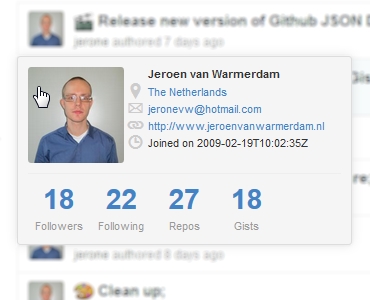 Release new version of Github JSON D
jerone authored 7 days ago
Jeroen van Warmerdam
The Netherlands
jeronevw@hotmail.com
http://www.jeroenvanwarmerdam.nl
Joined on 2009-02-19T10:02:35Z
18 22 27 18
Followers Following Repos Gists
jerone authored 8 days ago
Clean up;